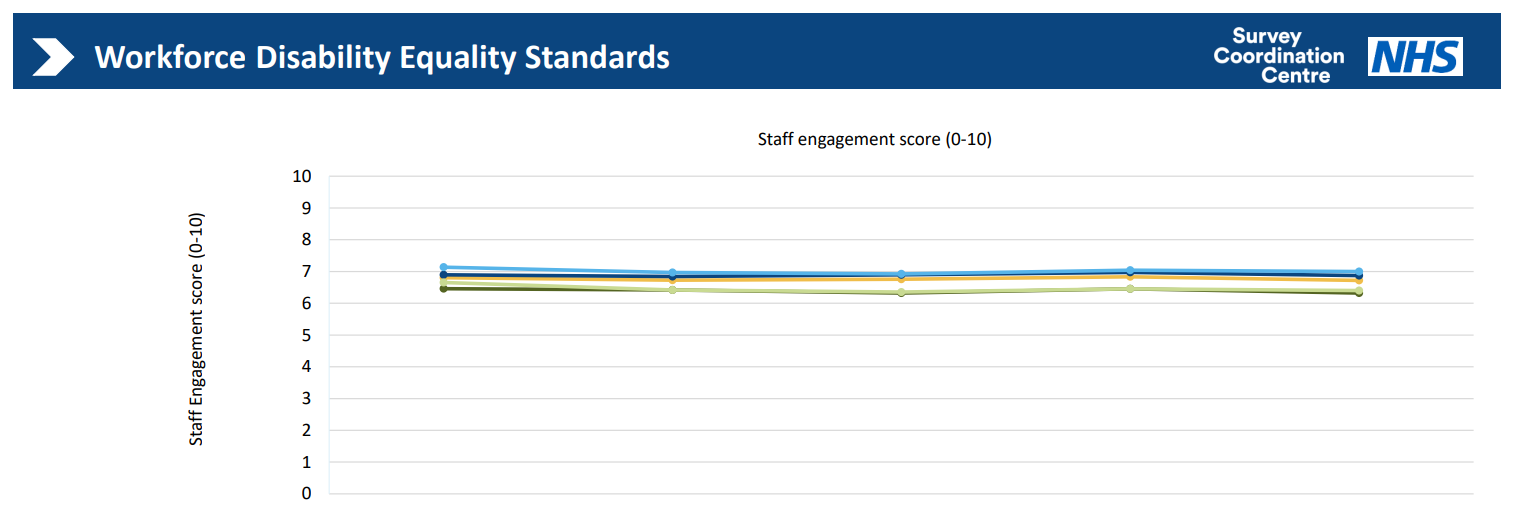 Workforce Disability Equality Standards
Survey
Coordination
Centre
NHS
Staff engagement score (0-10)
Staff Engagement score (0-10)
10
9
8
7
6
5
4
3
2
1
0